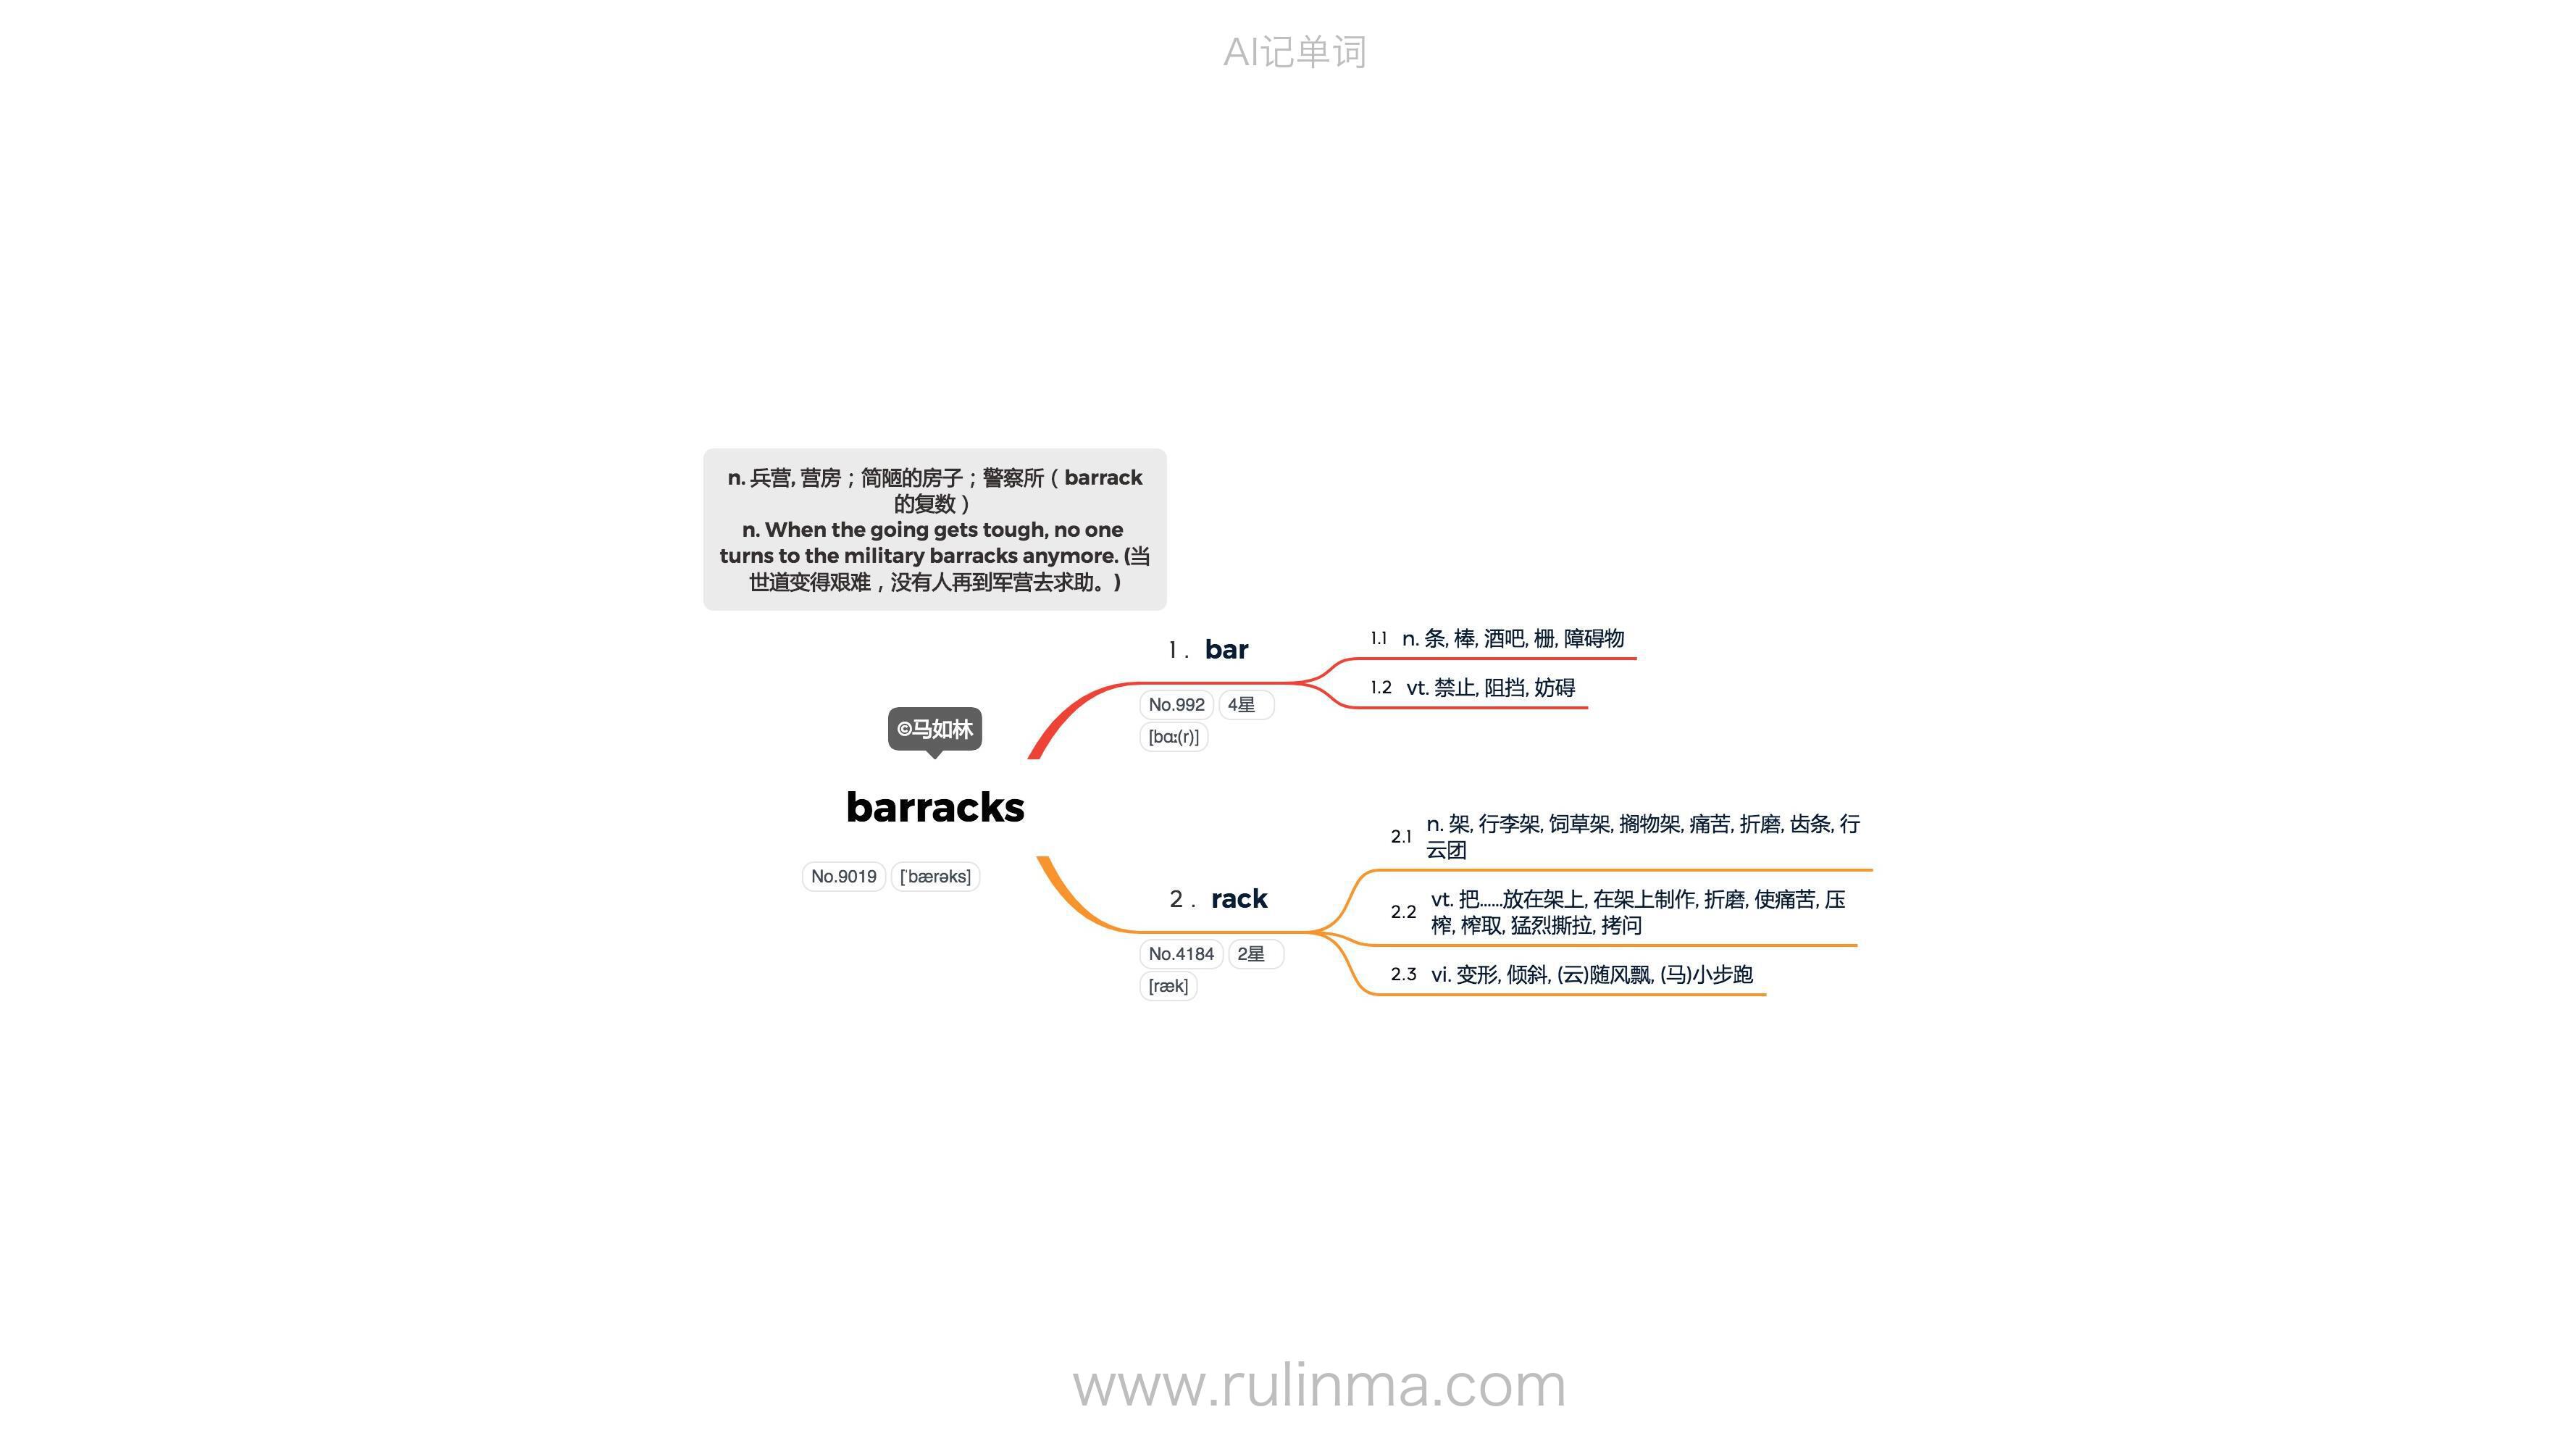 AI记单词
n. 兵营, 营房；简陋的房子；警察所（barrack
的复数）
n. When the going gets tough, no one
turns to the military barracks anymore. (当
世道变得艰难，没有人再到军营去求助。)
©马如林
barracks
No.9019 [ˈbærəks]
1. bar
No.992 4星
[bɑː(r)]
1.1 n. 条, 棒, 酒吧, 栅, 障碍物
1.2 vt. 禁止, 阻挡, 妨碍
2. rack
No.4184 2星
[ræk]
2.1 n. 架, 行李架, 饲草架, 搁物架, 痛苦, 折磨, 齿条, 行
云团
2.2 vt. 把......放在架上, 在架上制作, 折磨, 使痛苦, 压
榨, 榨取, 猛烈撕拉, 拷问
2.3 vi. 变形, 倾斜, (云)随风飘, (马)小步跑
www.rulinma.com